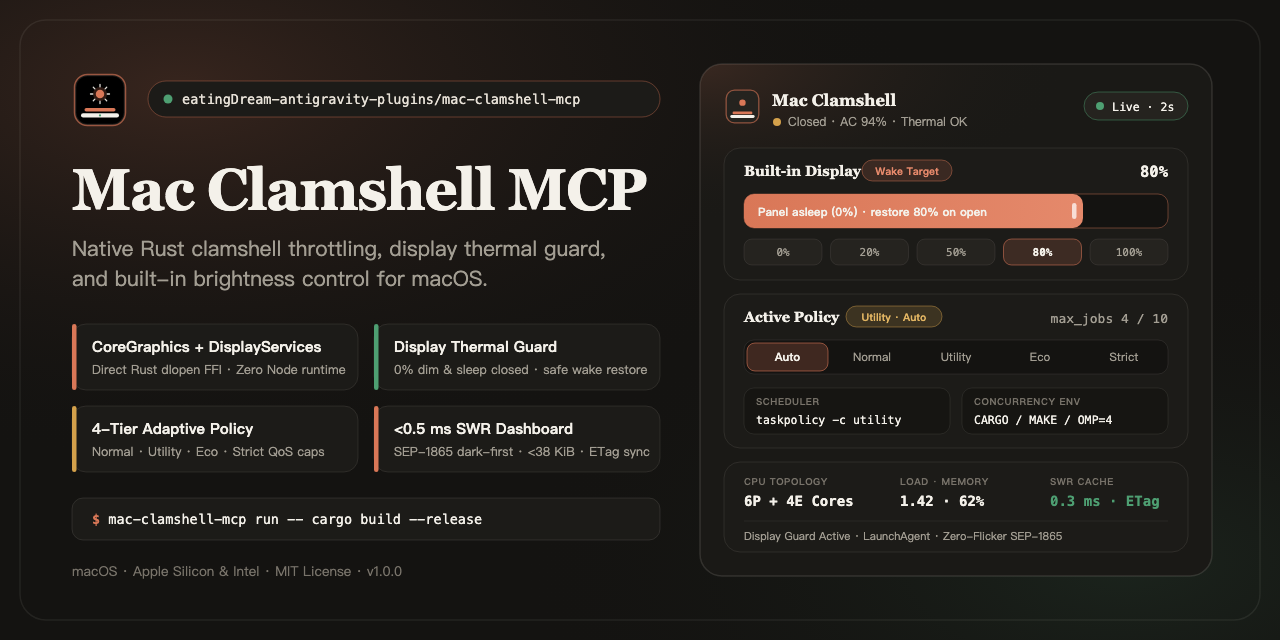 eatingDream-antigravity-plugins/mac-clamshell-mcp
Mac Clamshell MCP
Native Rust clamshell throttling, display thermal guard,
and built-in brightness control for macOS.
CoreGraphics + DisplayServices
Direct Rust dlopen FFI · Zero Node runtime
Display Thermal Guard
0% dim & sleep closed · safe wake restore
4-Tier Adaptive Policy
Normal · Utility · Eco · Strict QoS caps
<0.5 ms SWR Dashboard
SEP-1865 dark-first · <38 KiB · ETag sync
$ mac-clamshell-mcp run -- cargo build --release
macOS · Apple Silicon & Intel · MIT License · v1.0.0
Mac Clamshell
Closed · AC 94% · Thermal OK
Live · 2s
Built-in Display Wake Target 80%
Panel asleep (0%) · restore 80% on open
0% 20% 50% 80% 100%
Active Policy Utility · Auto max_jobs 4 / 10
Auto Normal Utility Eco Strict
SCHEDULER
taskpolicy -c utility
CONCURRENCY ENV
CARGO / MAKE / OMP=4
CPU TOPOLOGY
6P + 4E Cores
LOAD · MEMORY
1.42 · 62%
SWR CACHE
0.3 ms · ETag
Display Guard Active · LaunchAgent · Zero-Flicker SEP-1865